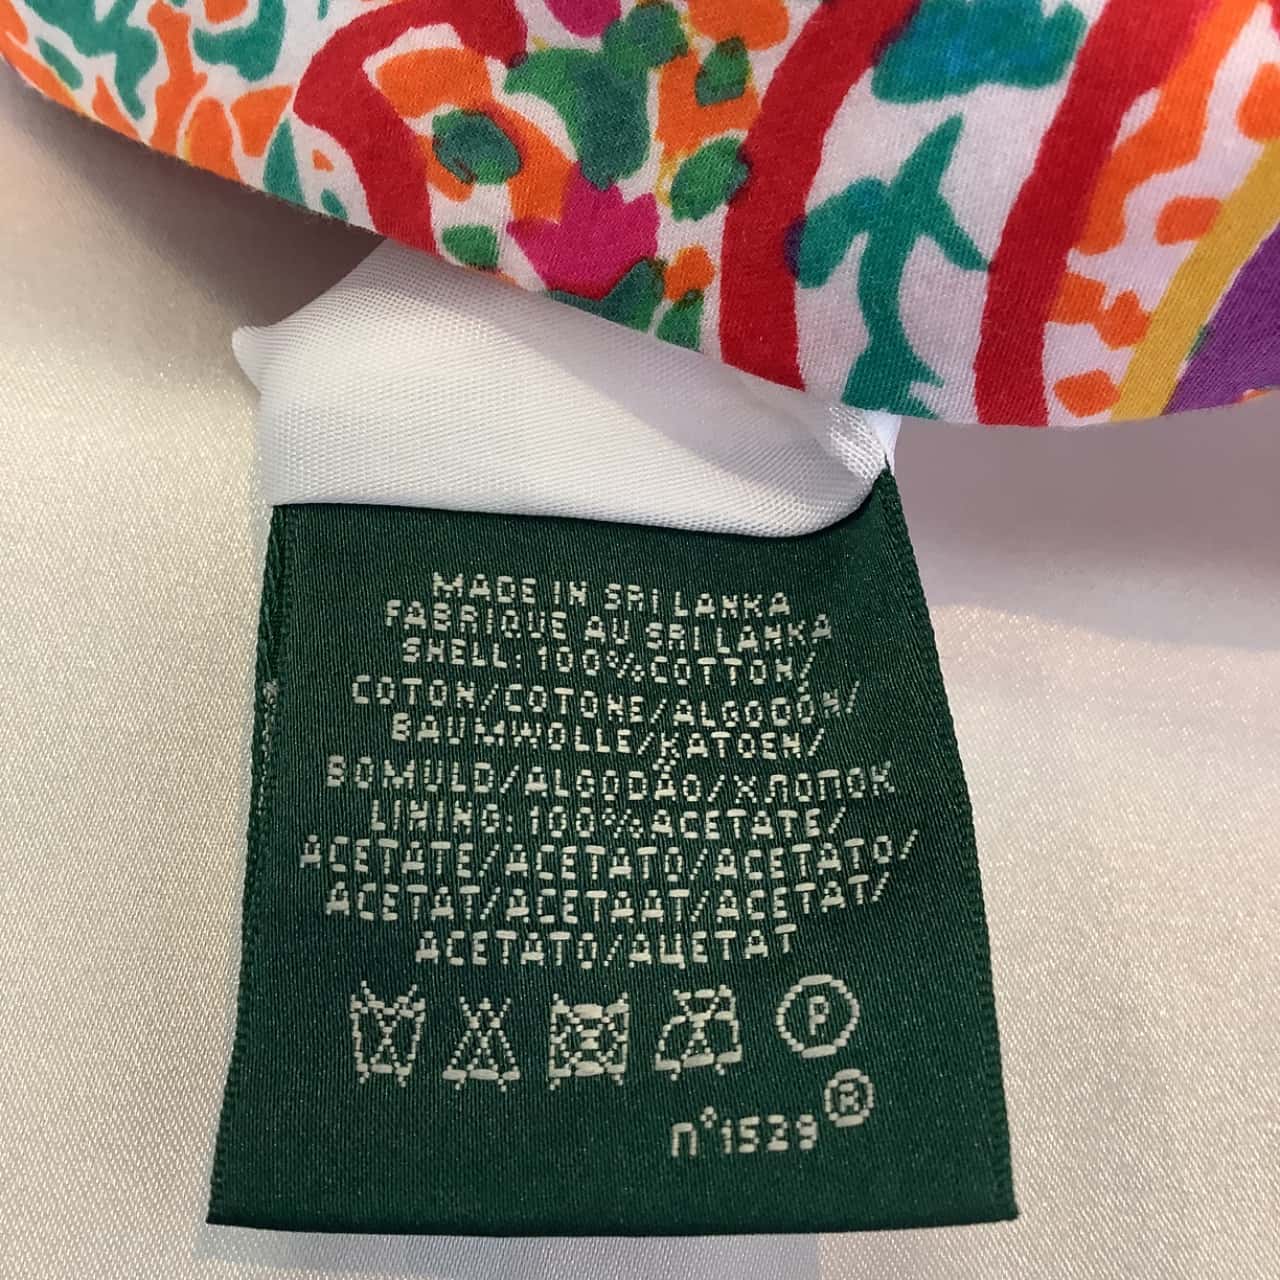 MADE IN SRI LANKA
FABRIQUE AU SRI LANKA
SHELL: 100% COTTON/
COTON/COTONE/ALGODÓN/
BAUMWOLLE/KATOEN/
BOMULD/ALGODÃO/ХЛОПОК
LINING: 100% ACETATE/
ACETATE/ACETATO/ACETATO/
ACETAT/ACETAAT/ACETAT/
ACETATO/АЦЕТАТ
P
n°1529®